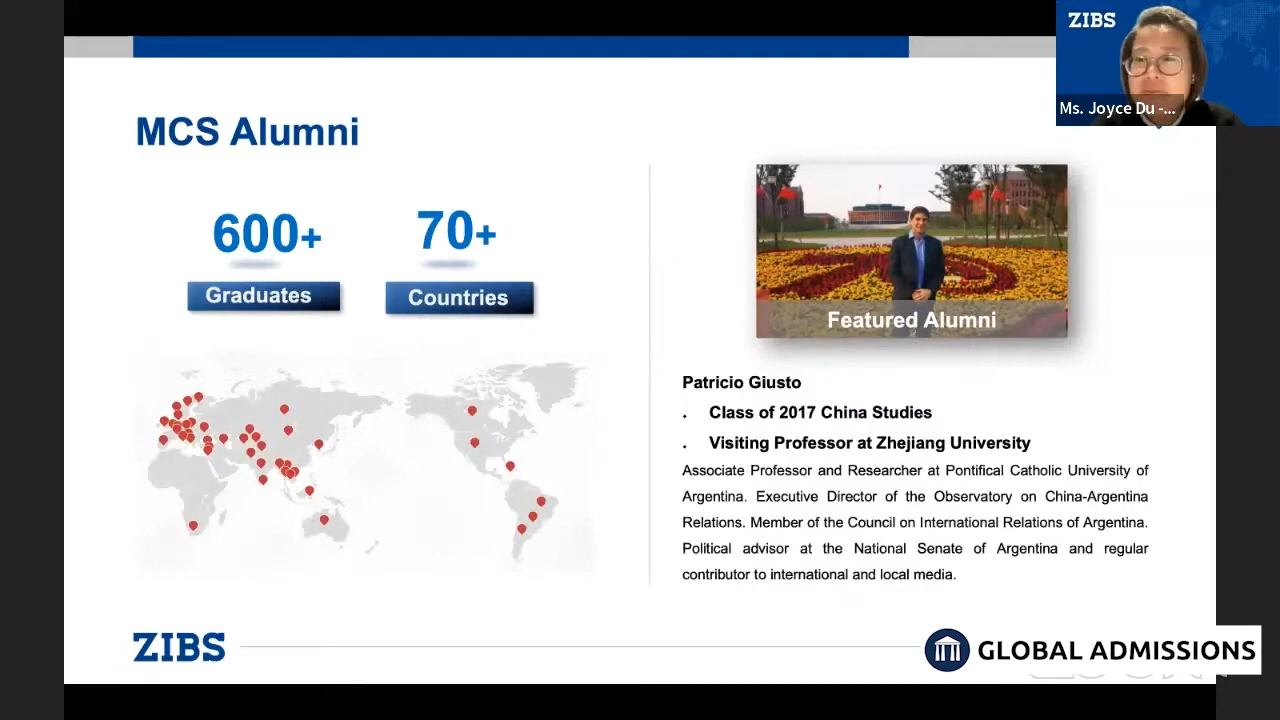 ZIBS
Ms. Joyce Du -...
MCS Alumni
600+
70+
Graduates
Countries
Featured Alumni
Patricio Giusto
. Class of 2017 China Studies
. Visiting Professor at Zhejiang University
Associate Professor and Researcher at Pontifical Catholic University of
Argentina. Executive Director of the Observatory on China-Argentina
Relations. Member of the Council on International Relations of Argentina.
Political advisor at the National Senate of Argentina and regular
contributor to international and local media.
ZIBS
GLOBAL ADMISSIONS